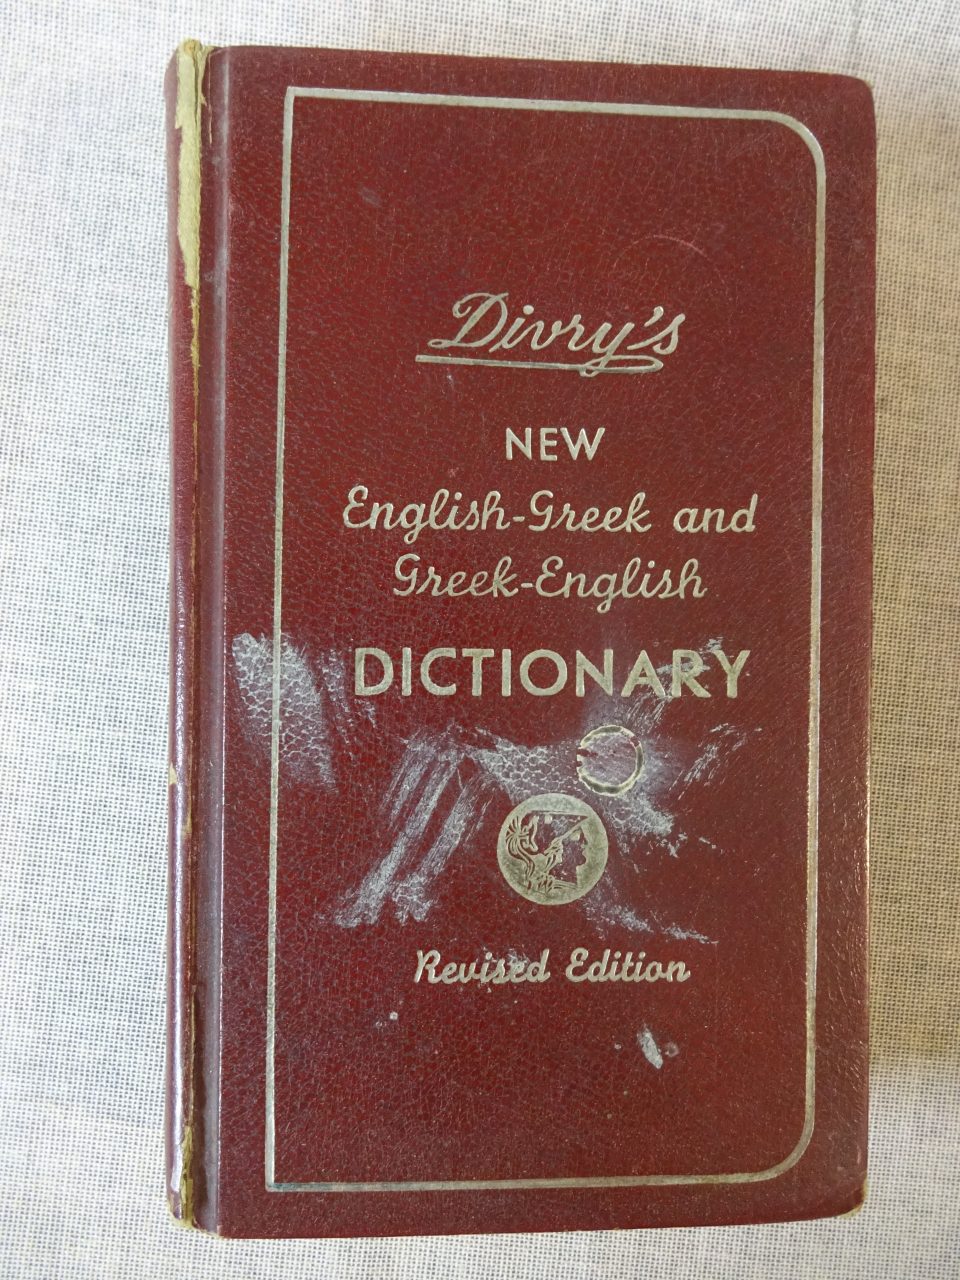 Divry's
NEW
English-Greek and
Greek-English
DICTIONARY
Revised Edition